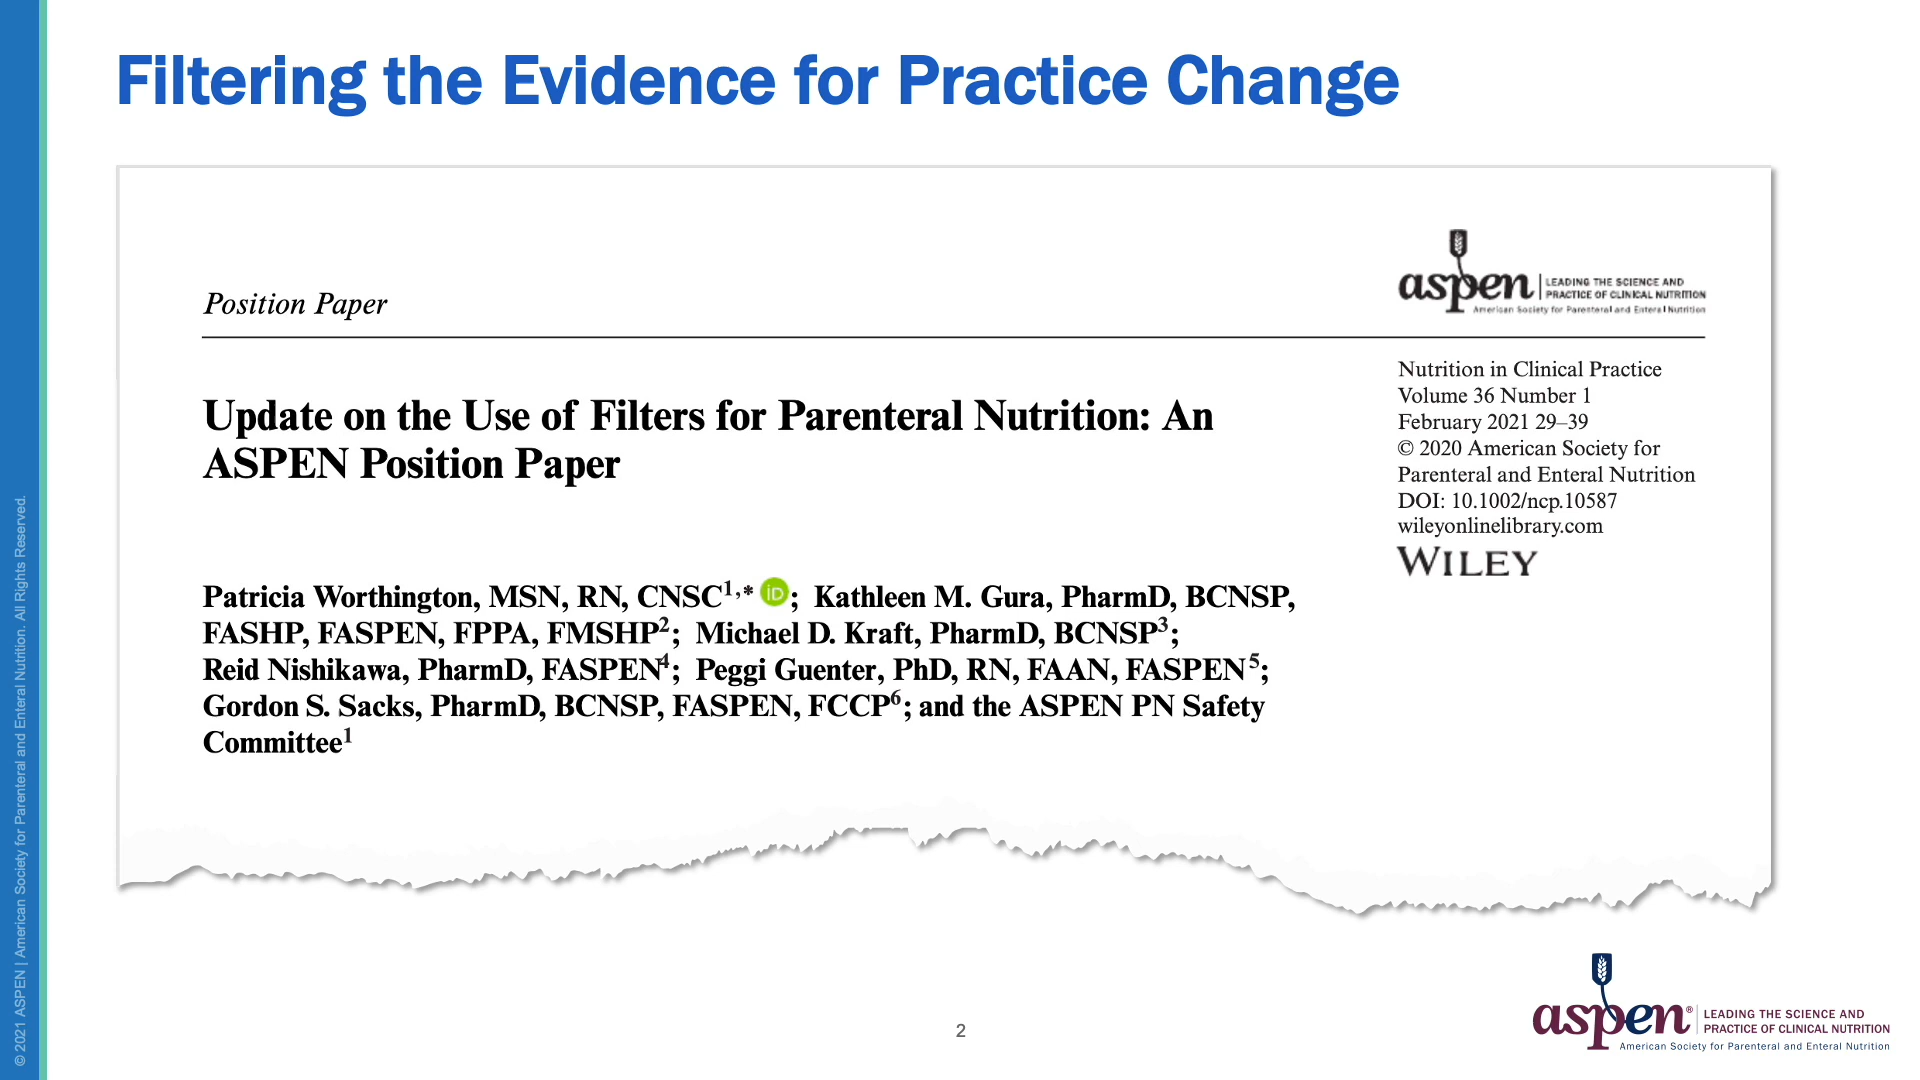 Filtering the Evidence for Practice Change
Position Paper
aspen
LEADING THE SCIENCE AND
PRACTICE OF CLINICAL NUTRITION
American Society for Parenteral and Enteral Nutrition
Nutrition in Clinical Practice
Volume 36 Number 1
February 2021 29–39
© 2020 American Society for
Parenteral and Enteral Nutrition
DOI: 10.1002/ncp.10587
wileyonlinelibrary.com
WILEY
Update on the Use of Filters for Parenteral Nutrition: An
ASPEN Position Paper
Patricia Worthington, MSN, RN, CNSC1,* iD; Kathleen M. Gura, PharmD, BCNSP,
FASHP, FASPEN, FPPA, FMSHP2; Michael D. Kraft, PharmD, BCNSP3;
Reid Nishikawa, PharmD, FASPEN4; Peggi Guenter, PhD, RN, FAAN, FASPEN5;
Gordon S. Sacks, PharmD, BCNSP, FASPEN, FCCP6; and the ASPEN PN Safety
Committee1
© 2021 ASPEN | American Society for Parenteral and Enteral Nutrition. All Rights Reserved.
2
aspen®
LEADING THE SCIENCE AND
PRACTICE OF CLINICAL NUTRITION
American Society for Parenteral and Enteral Nutrition